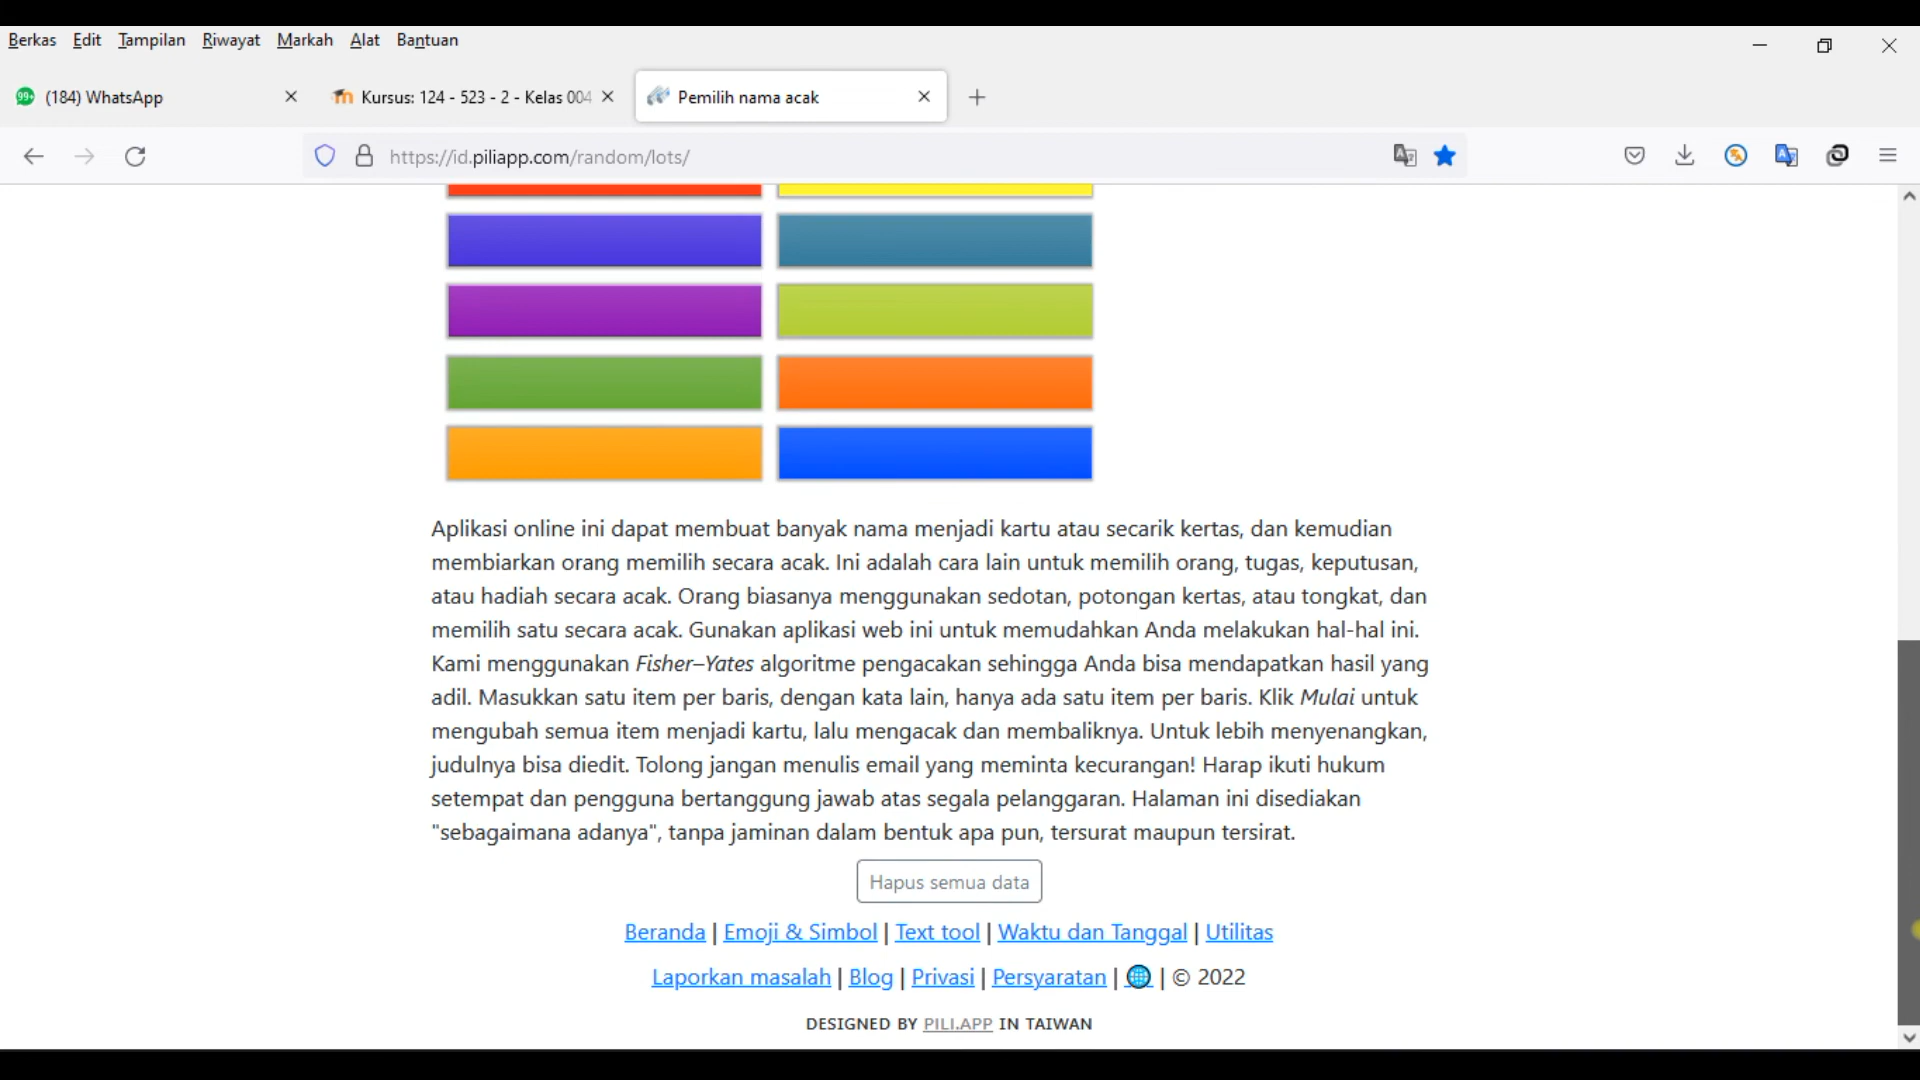 Berkas Edit Tampilan Riwayat Markah Alat Bantuan
99+ (184) WhatsApp
Kursus: 124 - 523 - 2 - Kelas 004
Pemilih nama acak
https://id.piliapp.com/random/lots/
Aplikasi online ini dapat membuat banyak nama menjadi kartu atau secarik kertas, dan kemudian
membiarkan orang memilih secara acak. Ini adalah cara lain untuk memilih orang, tugas, keputusan,
atau hadiah secara acak. Orang biasanya menggunakan sedotan, potongan kertas, atau tongkat, dan
memilih satu secara acak. Gunakan aplikasi web ini untuk memudahkan Anda melakukan hal-hal ini.
Kami menggunakan Fisher–Yates algoritme pengacakan sehingga Anda bisa mendapatkan hasil yang
adil. Masukkan satu item per baris, dengan kata lain, hanya ada satu item per baris. Klik Mulai untuk
mengubah semua item menjadi kartu, lalu mengacak dan membaliknya. Untuk lebih menyenangkan,
judulnya bisa diedit. Tolong jangan menulis email yang meminta kecurangan! Harap ikuti hukum
setempat dan pengguna bertanggung jawab atas segala pelanggaran. Halaman ini disediakan
"sebagaimana adanya", tanpa jaminan dalam bentuk apa pun, tersurat maupun tersirat.
Hapus semua data
Beranda | Emoji & Simbol | Text tool | Waktu dan Tanggal | Utilitas
Laporkan masalah | Blog | Privasi | Persyaratan | 🌐 | © 2022
DESIGNED BY PILI.APP IN TAIWAN